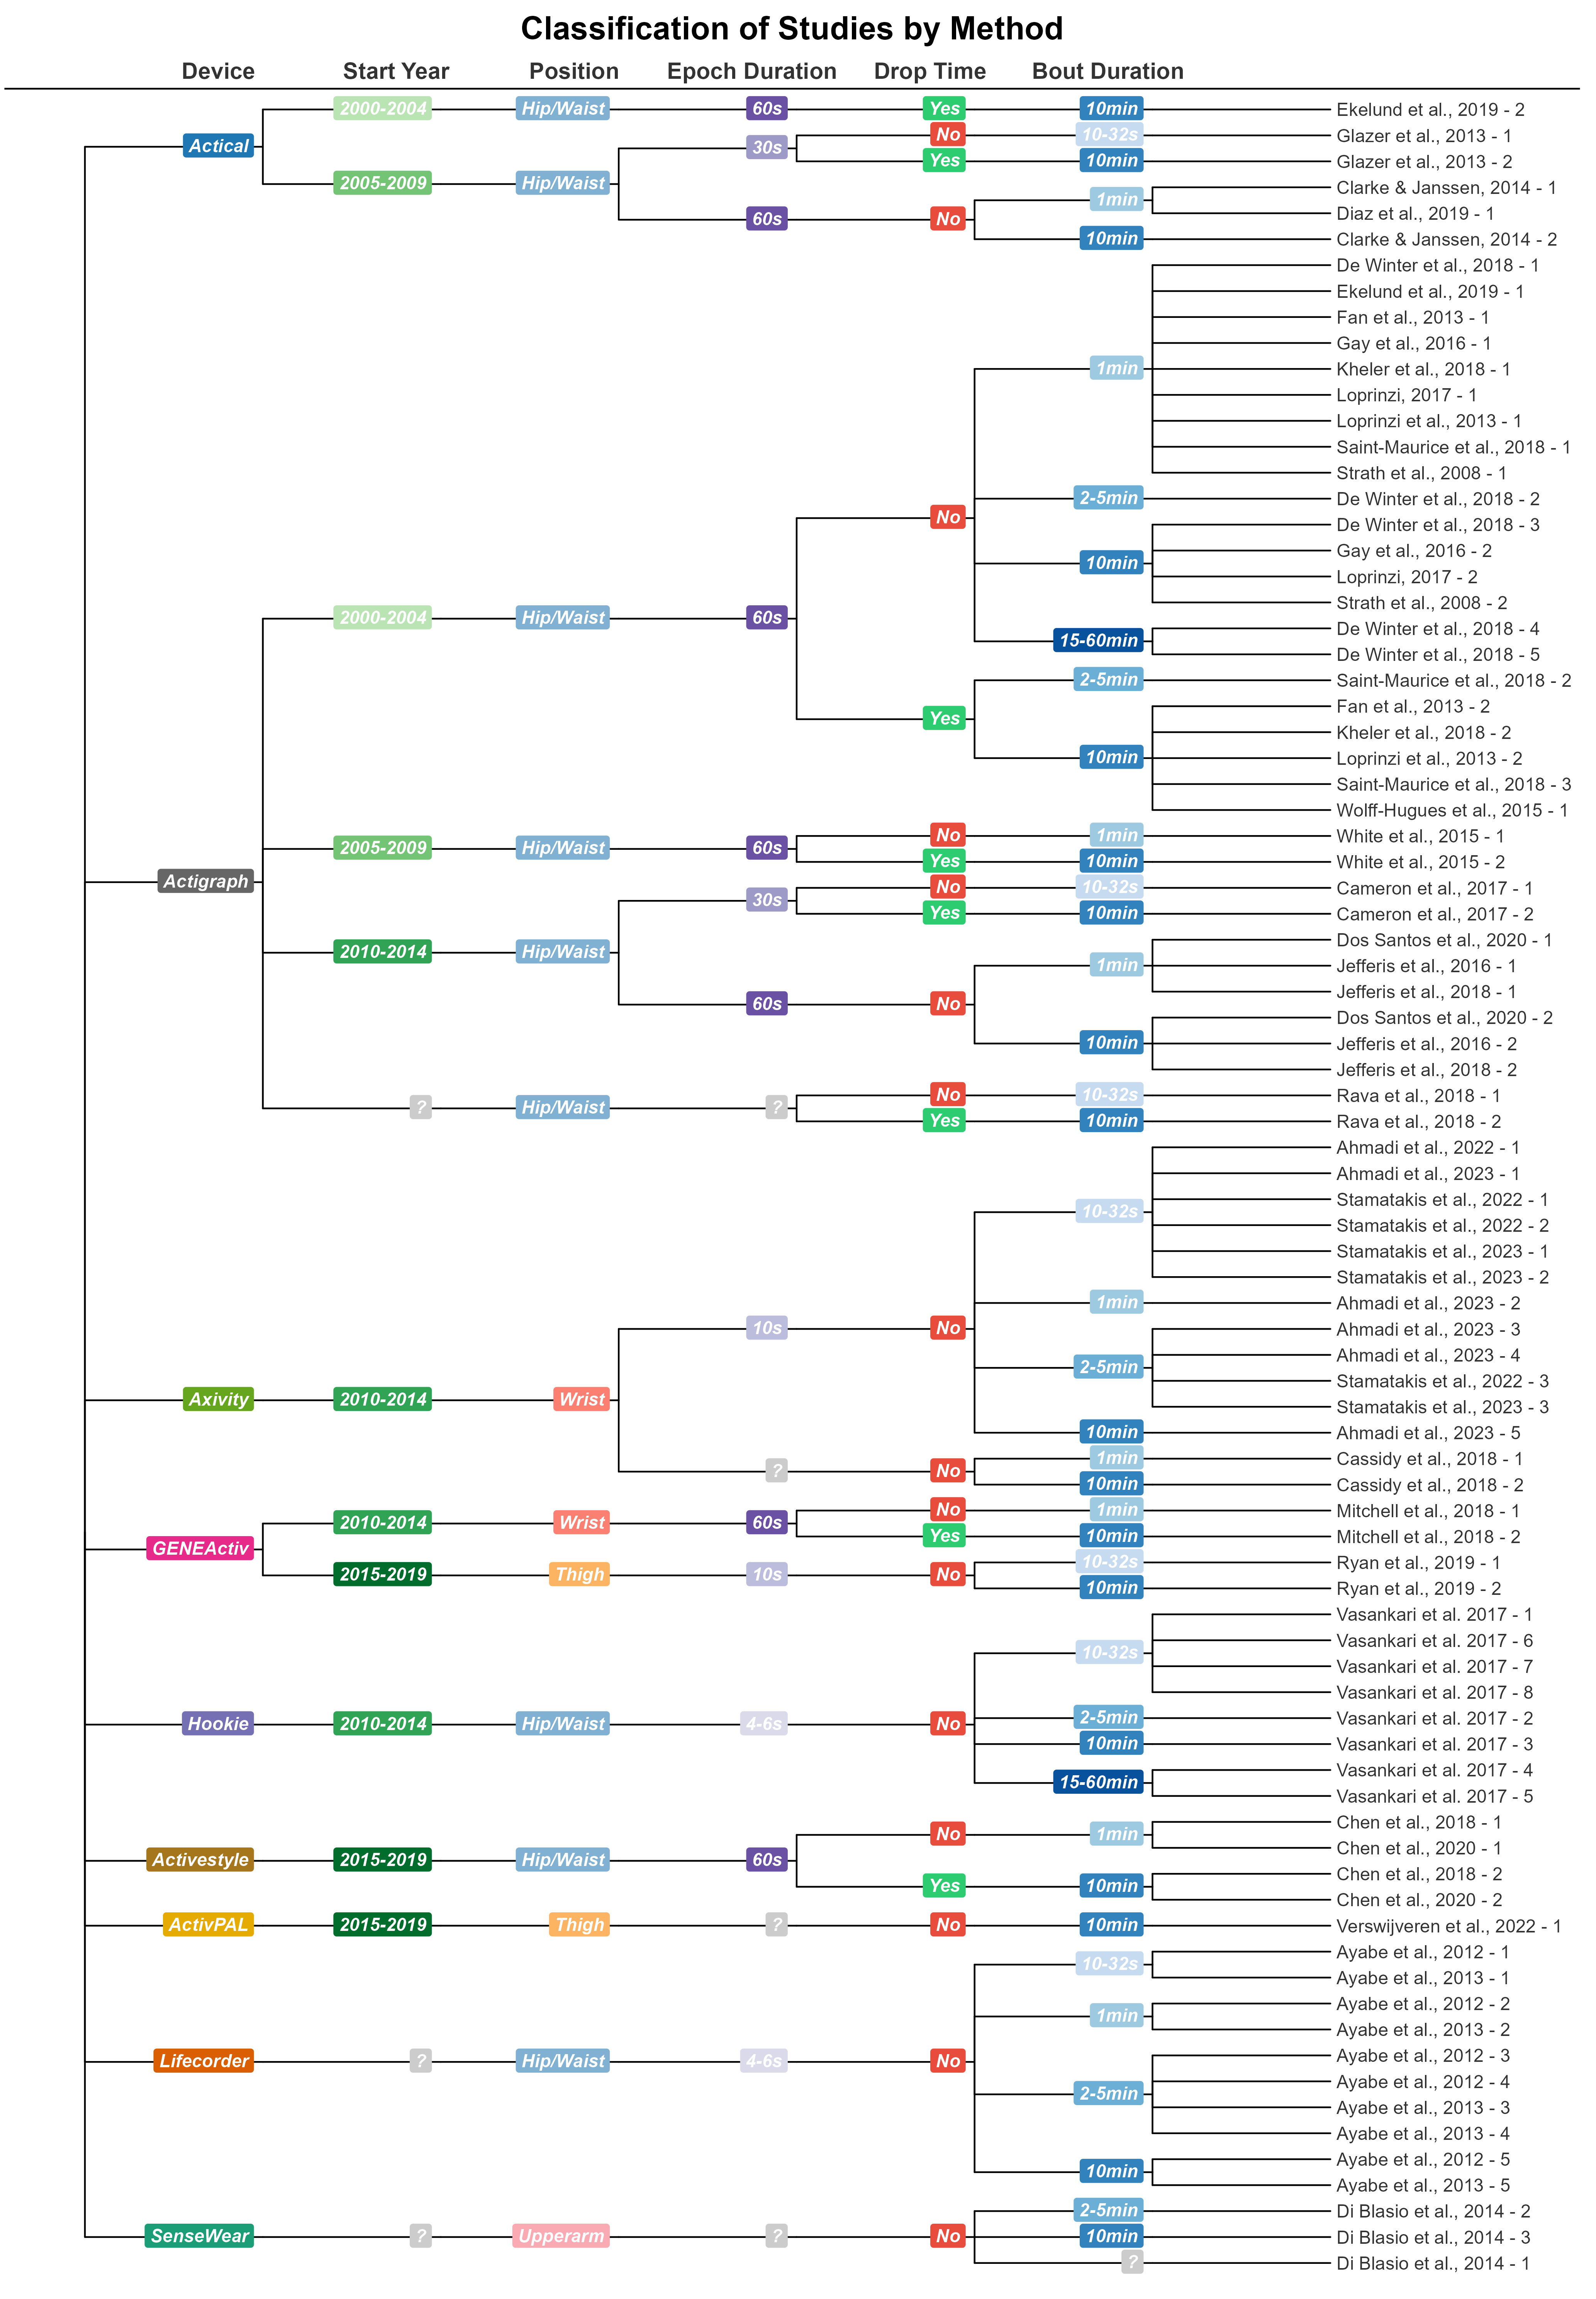 Classification of Studies by Method
Device Start Year Position Epoch Duration Drop Time Bout Duration
2000-2004 Hip/Waist 60s Yes 10min Ekelund et al., 2019 - 2
No 10-32s Glazer et al., 2013 - 1
Actical 30s
Yes 10min Glazer et al., 2013 - 2
2005-2009 Hip/Waist Clarke & Janssen, 2014 - 1
1min
Diaz et al., 2019 - 1
60s No
10min Clarke & Janssen, 2014 - 2
De Winter et al., 2018 - 1
Ekelund et al., 2019 - 1
Fan et al., 2013 - 1
Gay et al., 2016 - 1
1min Kheler et al., 2018 - 1
Loprinzi, 2017 - 1
Loprinzi et al., 2013 - 1
Saint-Maurice et al., 2018 - 1
Strath et al., 2008 - 1
2-5min De Winter et al., 2018 - 2
No
De Winter et al., 2018 - 3
Gay et al., 2016 - 2
10min
Loprinzi, 2017 - 2
Strath et al., 2008 - 2
2000-2004 Hip/Waist 60s
De Winter et al., 2018 - 4
15-60min
De Winter et al., 2018 - 5
2-5min Saint-Maurice et al., 2018 - 2
Fan et al., 2013 - 2
Yes
Kheler et al., 2018 - 2
10min Loprinzi et al., 2013 - 2
Saint-Maurice et al., 2018 - 3
Wolff-Hugues et al., 2015 - 1
No 1min White et al., 2015 - 1
2005-2009 Hip/Waist 60s
Yes 10min White et al., 2015 - 2
Actigraph
No 10-32s Cameron et al., 2017 - 1
30s
Yes 10min Cameron et al., 2017 - 2
Dos Santos et al., 2020 - 1
2010-2014 Hip/Waist
1min Jefferis et al., 2016 - 1
Jefferis et al., 2018 - 1
60s No
Dos Santos et al., 2020 - 2
10min Jefferis et al., 2016 - 2
Jefferis et al., 2018 - 2
No 10-32s Rava et al., 2018 - 1
? Hip/Waist ?
Yes 10min Rava et al., 2018 - 2
Ahmadi et al., 2022 - 1
Ahmadi et al., 2023 - 1
Stamatakis et al., 2022 - 1
10-32s
Stamatakis et al., 2022 - 2
Stamatakis et al., 2023 - 1
Stamatakis et al., 2023 - 2
1min Ahmadi et al., 2023 - 2
10s No Ahmadi et al., 2023 - 3
Ahmadi et al., 2023 - 4
2-5min
Stamatakis et al., 2022 - 3
Axivity 2010-2014 Wrist
Stamatakis et al., 2023 - 3
10min Ahmadi et al., 2023 - 5
1min Cassidy et al., 2018 - 1
? No
10min Cassidy et al., 2018 - 2
No 1min Mitchell et al., 2018 - 1
2010-2014 Wrist 60s
Yes 10min Mitchell et al., 2018 - 2
GENEActiv
10-32s Ryan et al., 2019 - 1
2015-2019 Thigh 10s No
10min Ryan et al., 2019 - 2
Vasankari et al. 2017 - 1
Vasankari et al. 2017 - 6
10-32s
Vasankari et al. 2017 - 7
Vasankari et al. 2017 - 8
2-5min Vasankari et al. 2017 - 2
Hookie 2010-2014 Hip/Waist 4-6s No
10min Vasankari et al. 2017 - 3
Vasankari et al. 2017 - 4
15-60min
Vasankari et al. 2017 - 5
Chen et al., 2018 - 1
No 1min
Chen et al., 2020 - 1
Activestyle 2015-2019 Hip/Waist 60s
Chen et al., 2018 - 2
Yes 10min
Chen et al., 2020 - 2
ActivPAL 2015-2019 Thigh ? No 10min Verswijveren et al., 2022 - 1
Ayabe et al., 2012 - 1
10-32s
Ayabe et al., 2013 - 1
Ayabe et al., 2012 - 2
1min
Ayabe et al., 2013 - 2
Ayabe et al., 2012 - 3
Lifecorder ? Hip/Waist 4-6s No
Ayabe et al., 2012 - 4
2-5min
Ayabe et al., 2013 - 3
Ayabe et al., 2013 - 4
Ayabe et al., 2012 - 5
10min
Ayabe et al., 2013 - 5
2-5min Di Blasio et al., 2014 - 2
SenseWear ? Upperarm ? No 10min Di Blasio et al., 2014 - 3
? Di Blasio et al., 2014 - 1